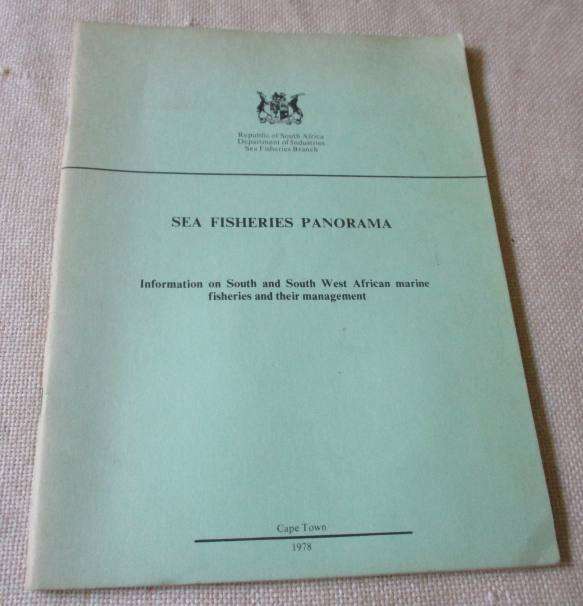 Republic of South Africa
Department of Industries
Sea Fisheries Branch
SEA FISHERIES PANORAMA
Information on South and South West African marine
fisheries and their management
Cape Town
1978